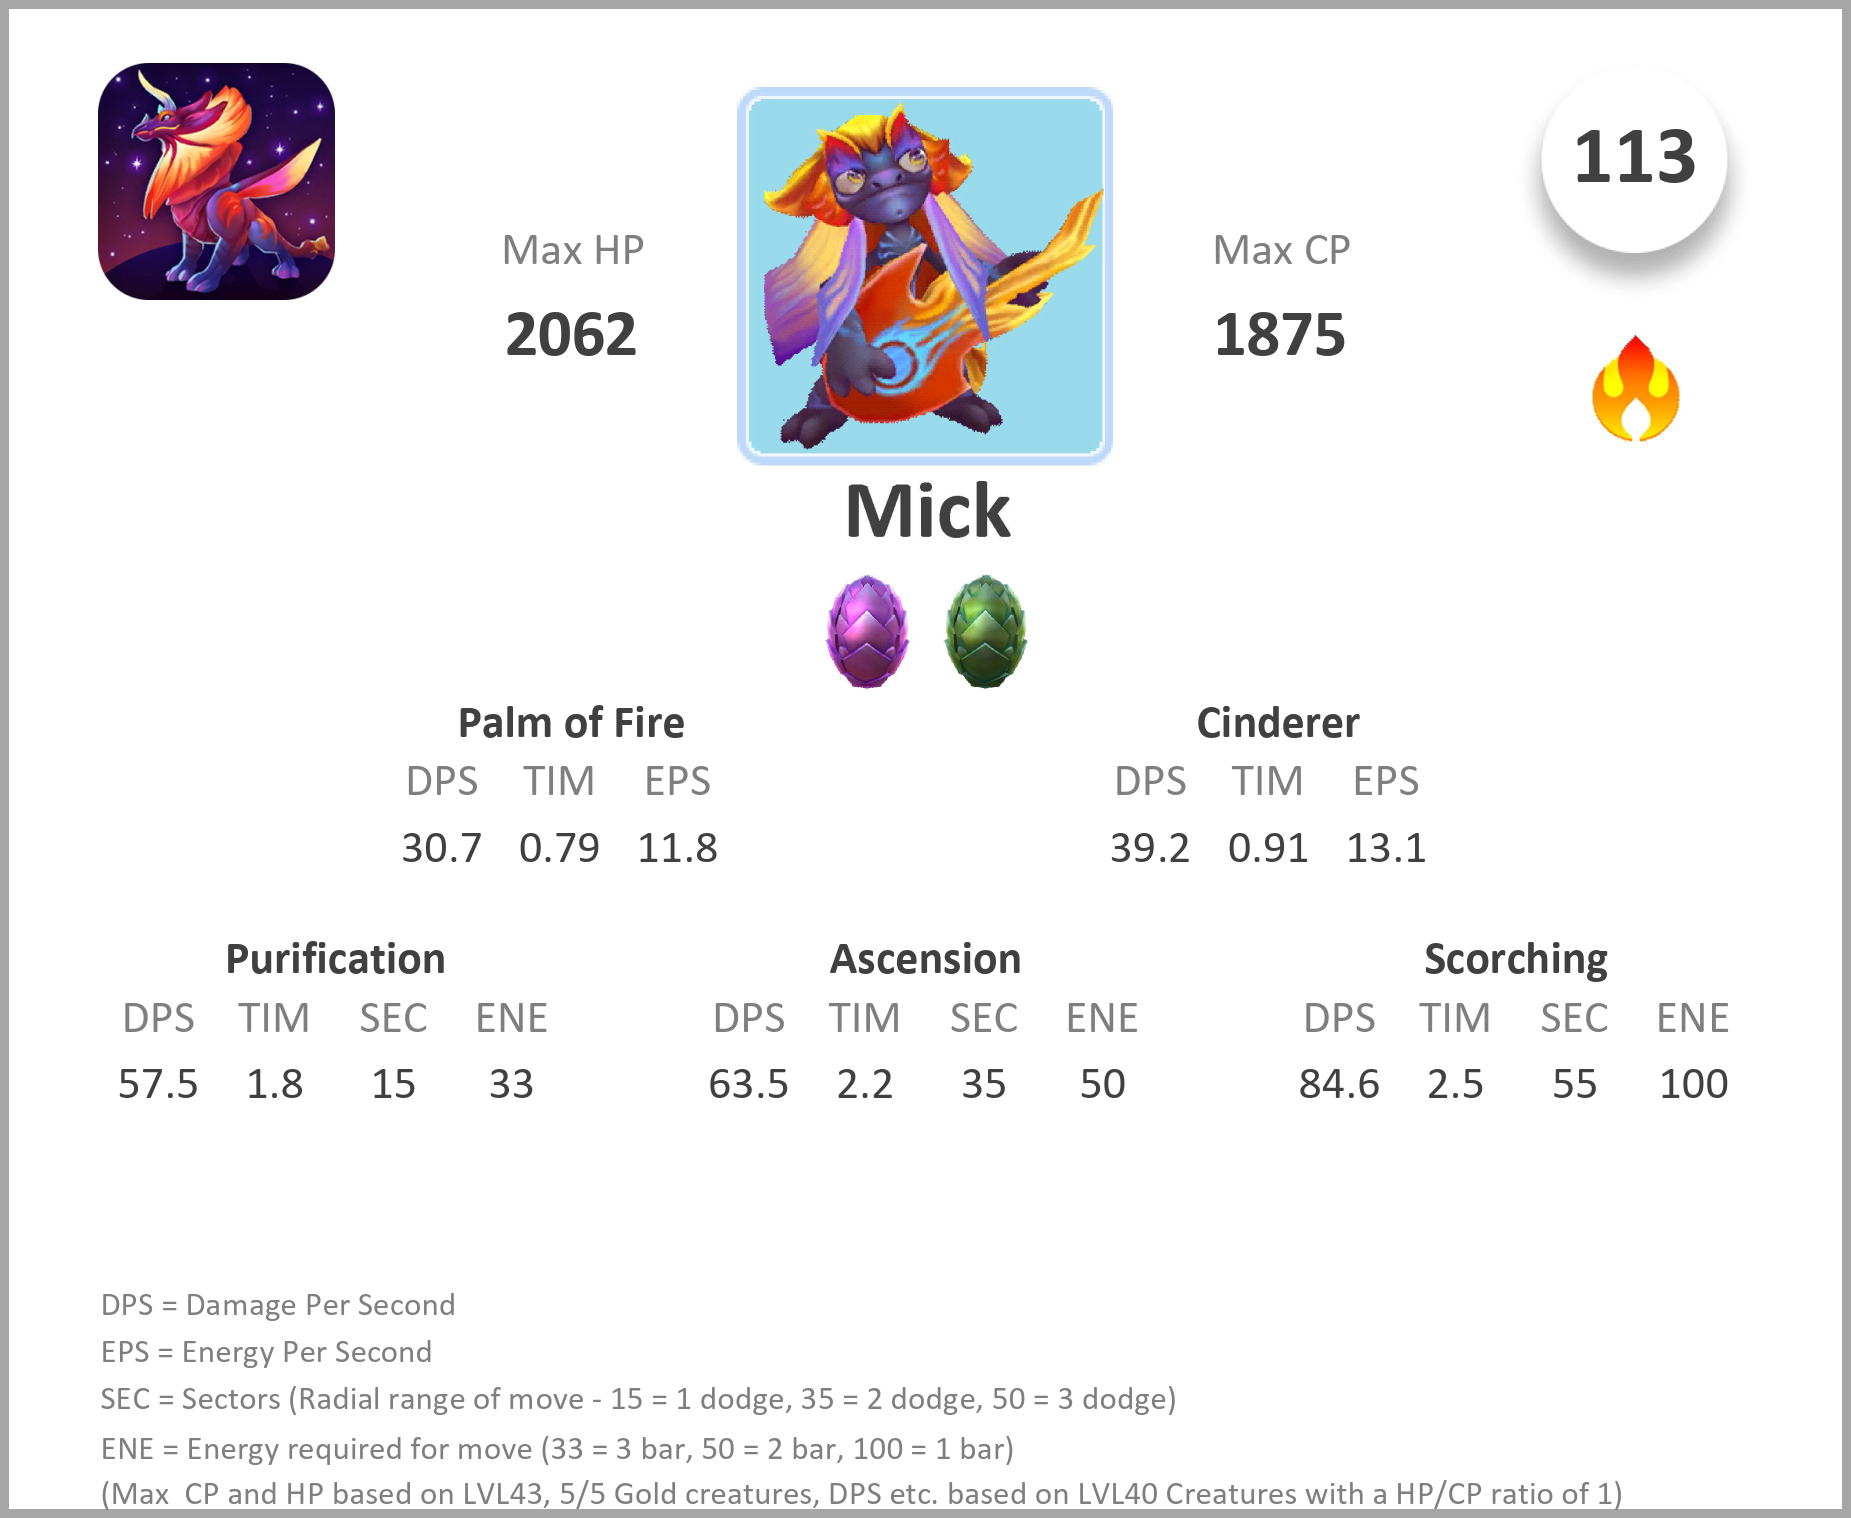 113
Max HP
Max CP
2062
1875
Mick
Palm of Fire
Cinderer
DPS TIM EPS
DPS TIM EPS
30.7 0.79 11.8
39.2 0.91 13.1
Purification
Ascension
Scorching
DPS TIM SEC ENE
DPS TIM SEC ENE
DPS TIM SEC ENE
57.5 1.8 15 33
63.5 2.2 35 50
84.6 2.5 55 100
DPS = Damage Per Second
EPS = Energy Per Second
SEC = Sectors (Radial range of move - 15 = 1 dodge, 35 = 2 dodge, 50 = 3 dodge)
ENE = Energy required for move (33 = 3 bar, 50 = 2 bar, 100 = 1 bar)
(Max  CP and HP based on LVL43, 5/5 Gold creatures, DPS etc. based on LVL40 Creatures with a HP/CP ratio of 1)